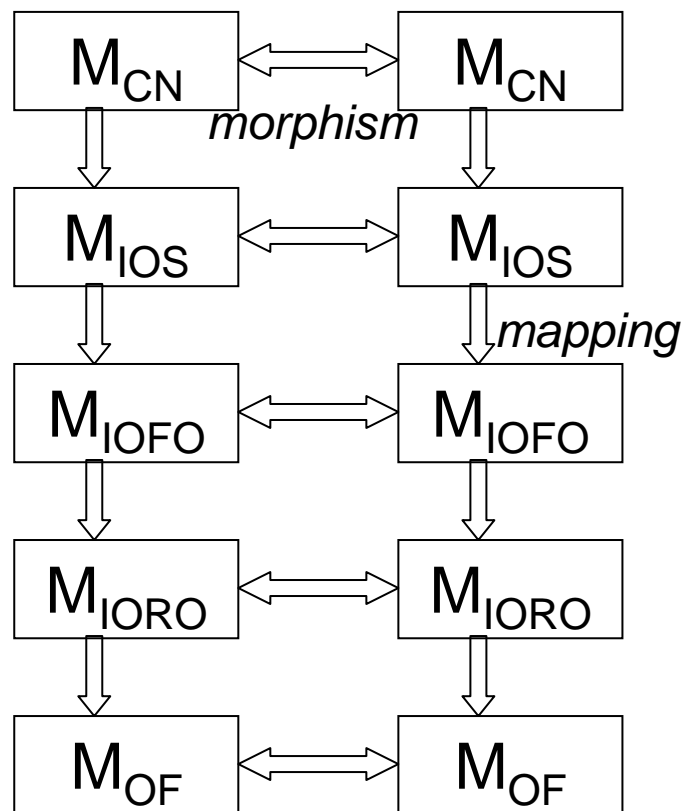 M_CN M_CN
morphism
M_IOS M_IOS
mapping
M_IOFO M_IOFO
M_IORO M_IORO
M_OF M_OF